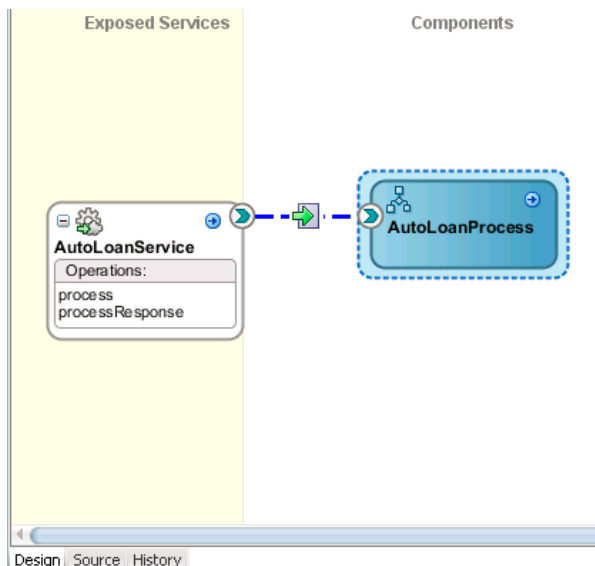 Exposed Services
Components
AutoLoanService
Operations:
process
processResponse
AutoLoanProcess
Design Source History